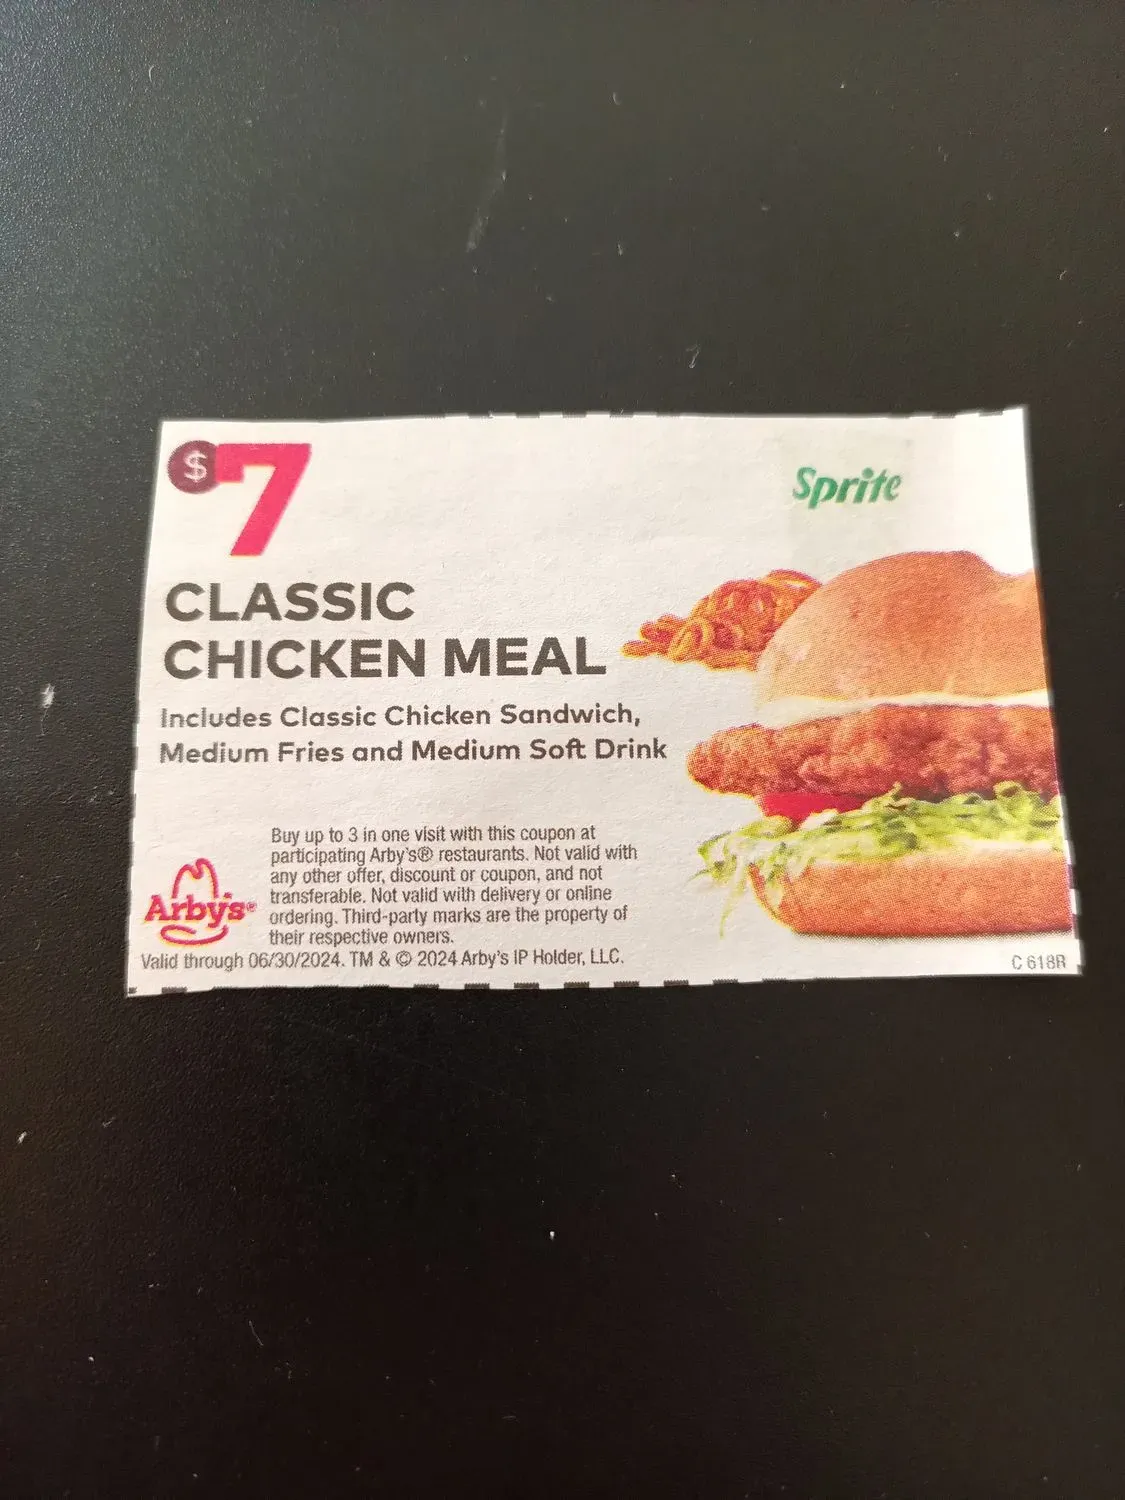 $7
Sprite
CLASSIC
CHICKEN MEAL
Includes Classic Chicken Sandwich,
Medium Fries and Medium Soft Drink
Buy up to 3 in one visit with this coupon at
participating Arby's® restaurants. Not valid with
any other offer, discount or coupon, and not
transferable. Not valid with delivery or online
ordering. Third-party marks are the property of
their respective owners.
Arby's®
Valid through 06/30/2024. TM & © 2024 Arby's IP Holder, LLC.
C 618R